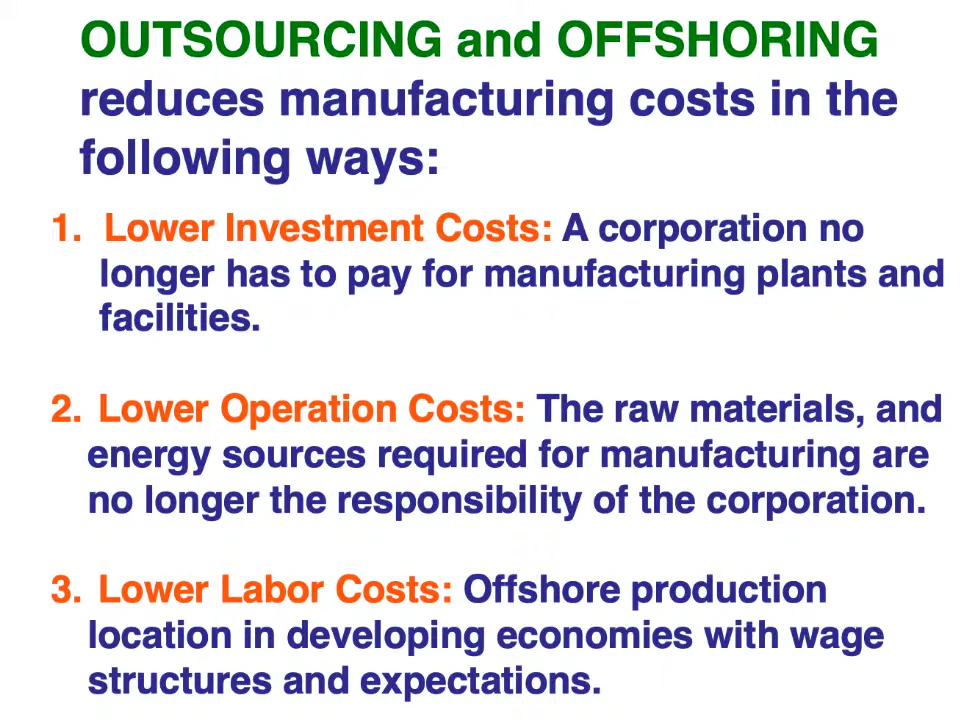 OUTSOURCING and OFFSHORING
reduces manufacturing costs in the
following ways:
1. Lower Investment Costs: A corporation no
longer has to pay for manufacturing plants and
facilities.
2. Lower Operation Costs: The raw materials, and
energy sources required for manufacturing are
no longer the responsibility of the corporation.
3. Lower Labor Costs: Offshore production
location in developing economies with wage
structures and expectations.